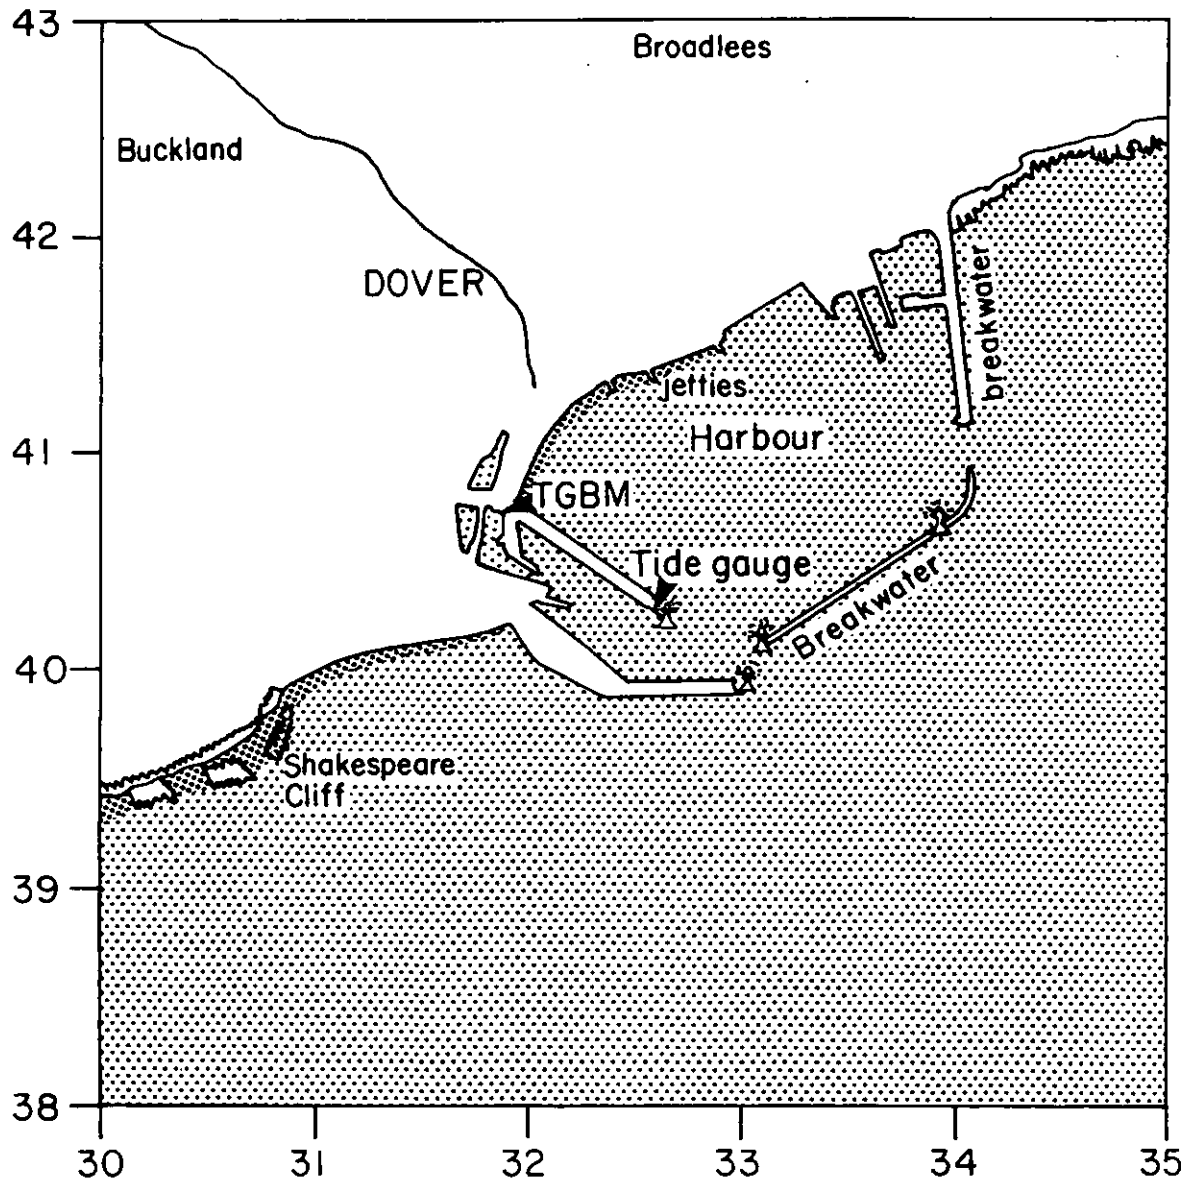 43
Broadlees
Buckland
42
DOVER
breakwater
jetties
Harbour
41
TGBM
Tide gauge
Breakwater
40
Shakespeare
Cliff
39
38
30 31 32 33 34 35